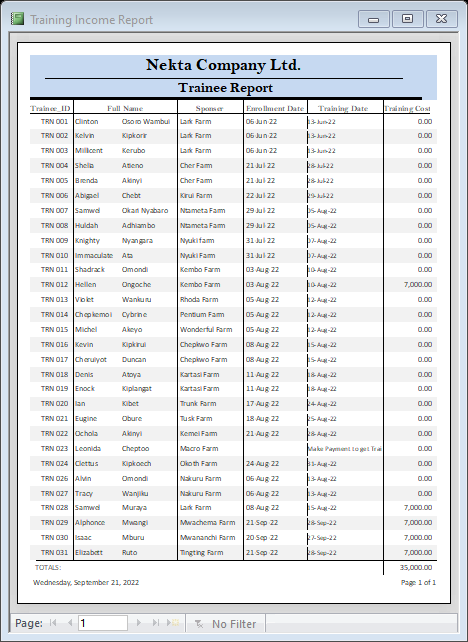 Training Income Report
Nekta Company Ltd.
Trainee Report
Trainee_ID Full Name Sponser Enrollment Date Training Date Training Cost
TRN 001 Clinton Osoro Wambui Lark Farm 06-Jun-22 13-Jun-22 0.00
TRN 002 Kelvin Kipkorir Lark Farm 06-Jun-22 13-Jun-22 0.00
TRN 003 Millicent Kerubo Lark Farm 06-Jun-22 13-Jun-22 0.00
TRN 004 Shella Atieno Cher Farm 21-Jul-22 28-Jul-22 0.00
TRN 005 Brenda Akinyi Cher Farm 21-Jul-22 28-Jul-22 0.00
TRN 006 Abigael Chebt Kirui Farm 22-Jul-22 29-Jul-22 0.00
TRN 007 Samwel Okari Nyabaro Ntameta Farm 29-Jul-22 05-Aug-22 0.00
TRN 008 Huldah Adhiambo Ntameta Farm 29-Jul-22 05-Aug-22 0.00
TRN 009 Knighty Nyangara Nyuki farm 31-Jul-22 07-Aug-22 0.00
TRN 010 Immaculate Ata Nyuki Farm 31-Jul-22 07-Aug-22 0.00
TRN 011 Shadrack Omondi Kembo Farm 03-Aug-22 10-Aug-22 0.00
TRN 012 Hellen Ongoche Kembo Farm 03-Aug-22 10-Aug-22 7,000.00
TRN 013 Violet Wankuru Rhoda Farm 05-Aug-22 12-Aug-22 0.00
TRN 014 Chepkemoi Cybrine Pentium Farm 05-Aug-22 12-Aug-22 0.00
TRN 015 Michel Akeyo Wonderful Farm 05-Aug-22 12-Aug-22 0.00
TRN 016 Kevin Kipkirui Chepkwo Farm 08-Aug-22 15-Aug-22 0.00
TRN 017 Cheruiyot Duncan Chepkwo Farm 08-Aug-22 15-Aug-22 0.00
TRN 018 Denis Atoya Kartasi Farm 11-Aug-22 18-Aug-22 0.00
TRN 019 Enock Kiplangat Kartasi Farm 11-Aug-22 18-Aug-22 0.00
TRN 020 Ian Kibet Trunk Farm 17-Aug-22 24-Aug-22 0.00
TRN 021 Eugine Obure Tusk Farm 18-Aug-22 25-Aug-22 0.00
TRN 022 Ochola Akinyi Kemei Farm 21-Aug-22 28-Aug-22 0.00
TRN 023 Leonida Cheptoo Macro Farm Make Payment to get Trai 0.00
TRN 024 Clettus Kipkoech Okoth Farm 24-Aug-22 31-Aug-22 0.00
TRN 026 Alvin Omondi Nakuru Farm 06-Aug-22 13-Aug-22 0.00
TRN 027 Tracy Wanjiku Nakuru Farm 06-Aug-22 13-Aug-22 0.00
TRN 028 Samwel Muraya Lark Farm 08-Aug-22 15-Aug-22 7,000.00
TRN 029 Alphonce Mwangi Mwachema Farm 21-Sep-22 28-Sep-22 7,000.00
TRN 030 Isaac Mburu Mwananchi Farm 20-Sep-22 27-Sep-22 7,000.00
TRN 031 Elizabett Ruto Tingting Farm 21-Sep-22 28-Sep-22 7,000.00
TOTALS: 35,000.00
Wednesday, September 21, 2022 Page 1 of 1
Page: 1 No Filter